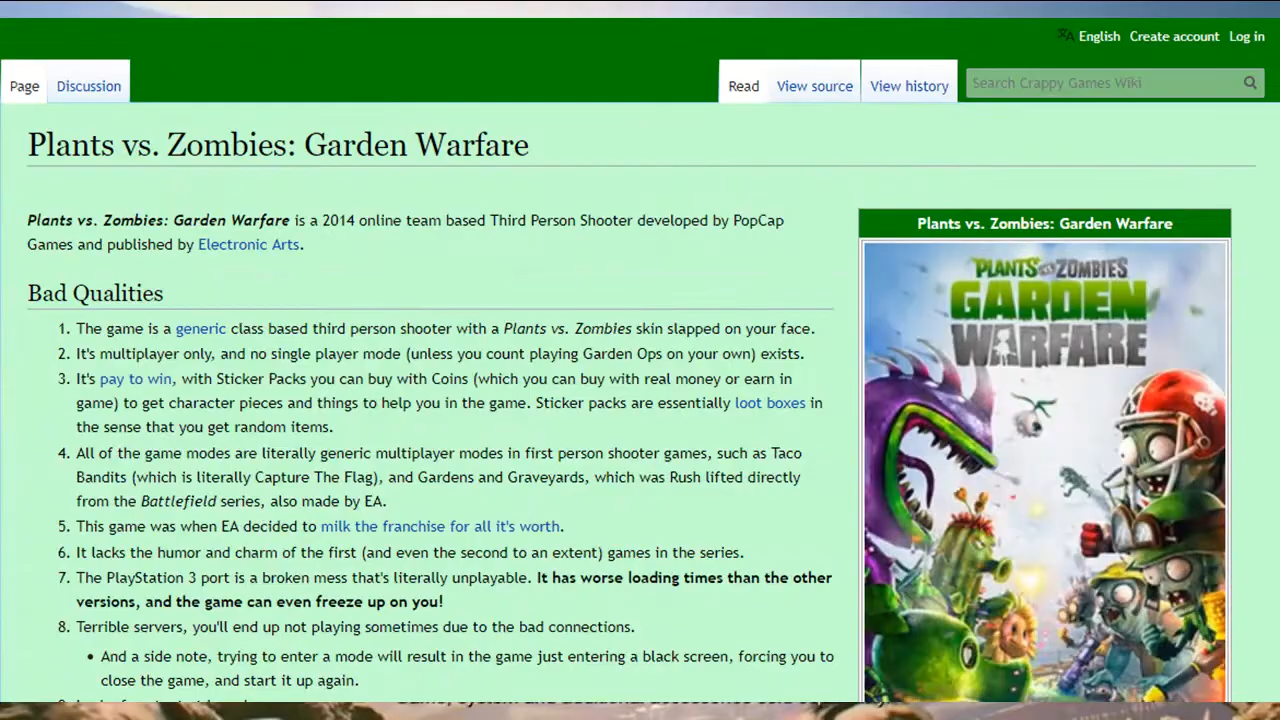 English Create account Log in
Page Discussion Read View source View history Search Crappy Games Wiki
Plants vs. Zombies: Garden Warfare
Plants vs. Zombies: Garden Warfare is a 2014 online team based Third Person Shooter developed by PopCap
Games and published by Electronic Arts.
Bad Qualities
1. The game is a generic class based third person shooter with a Plants vs. Zombies skin slapped on your face.
2. It's multiplayer only, and no single player mode (unless you count playing Garden Ops on your own) exists.
3. It's pay to win, with Sticker Packs you can buy with Coins (which you can buy with real money or earn in
game) to get character pieces and things to help you in the game. Sticker packs are essentially loot boxes in
the sense that you get random items.
4. All of the game modes are literally generic multiplayer modes in first person shooter games, such as Taco
Bandits (which is literally Capture The Flag), and Gardens and Graveyards, which was Rush lifted directly
from the Battlefield series, also made by EA.
5. This game was when EA decided to milk the franchise for all it's worth.
6. It lacks the humor and charm of the first (and even the second to an extent) games in the series.
7. The PlayStation 3 port is a broken mess that's literally unplayable. It has worse loading times than the other
versions, and the game can even freeze up on you!
8. Terrible servers, you'll end up not playing sometimes due to the bad connections.
• And a side note, trying to enter a mode will result in the game just entering a black screen, forcing you to
close the game, and start it up again.
Plants vs. Zombies: Garden Warfare
PLANTS VS. ZOMBIES
GARDEN
WARFARE